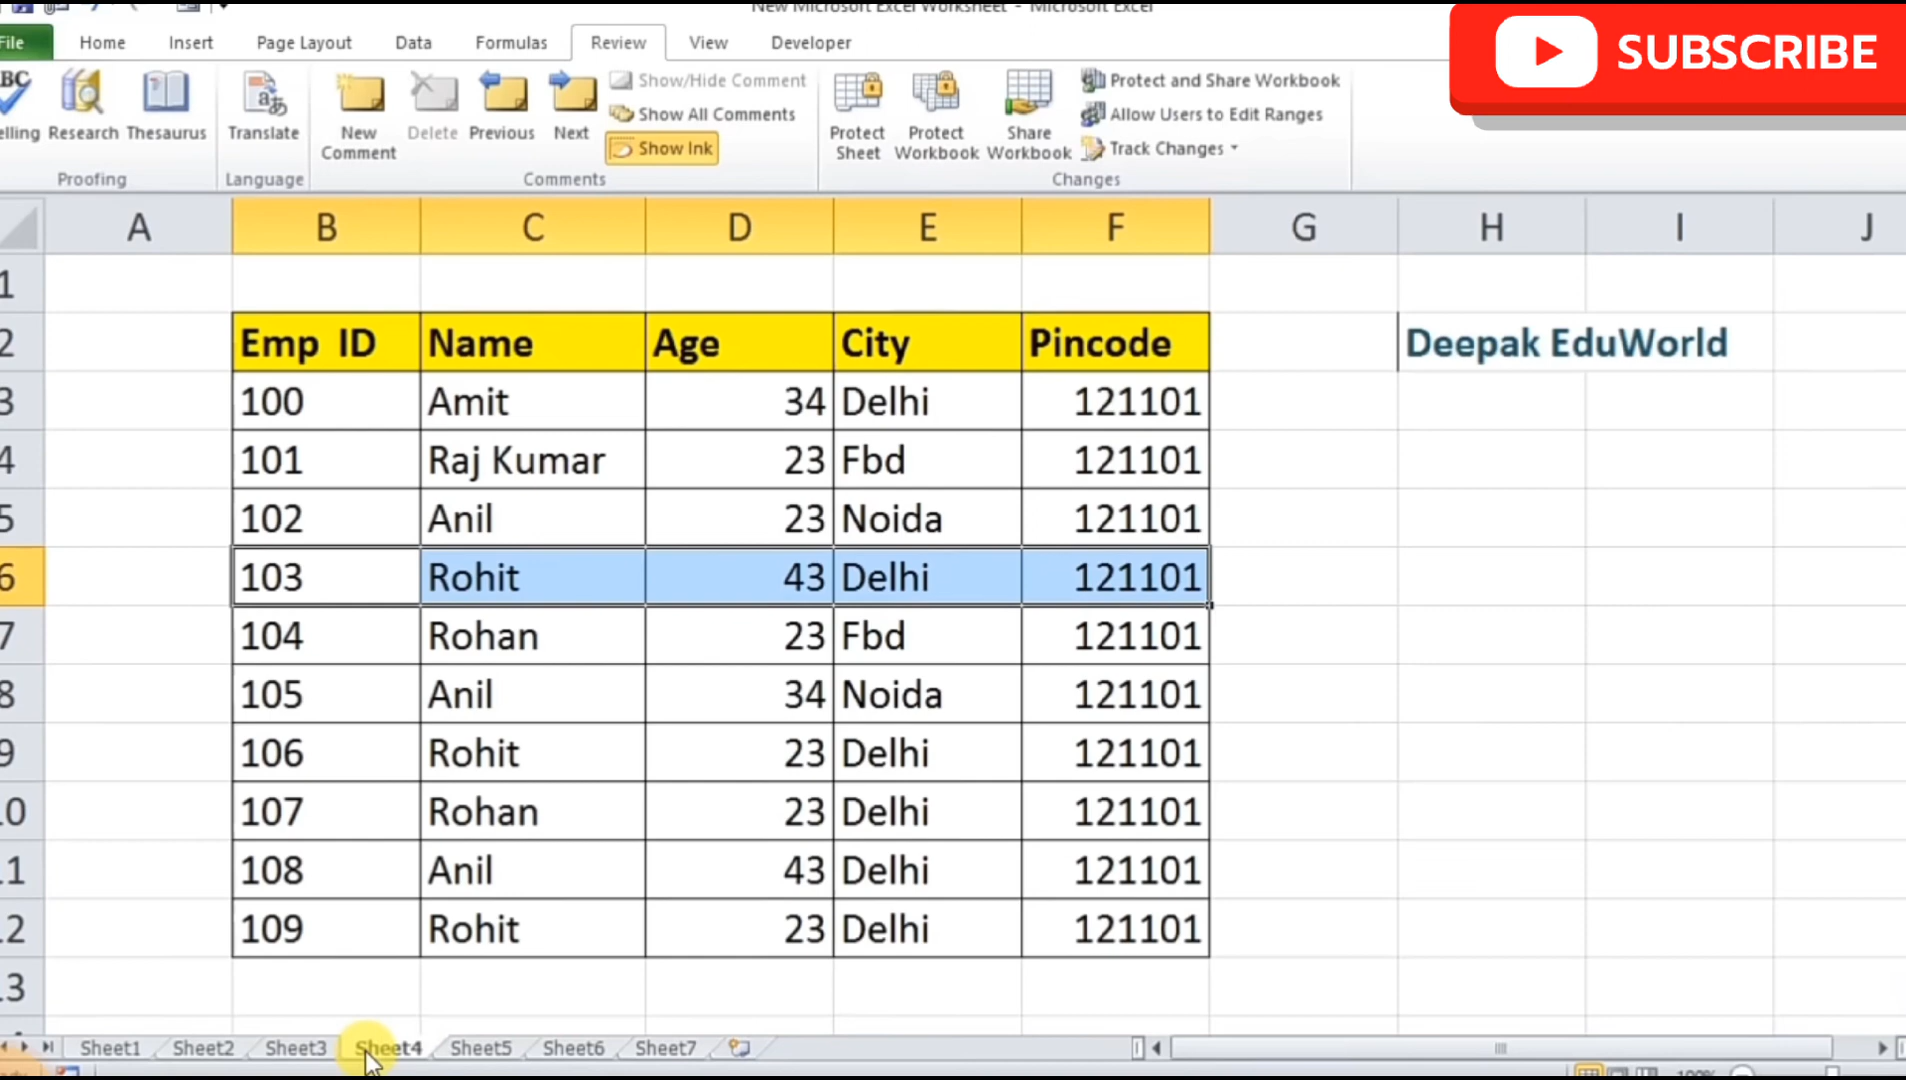 New Microsoft Excel Worksheet - Microsoft Excel
SUBSCRIBE
File Home Insert Page Layout Data Formulas Review View Developer
ABC
Show/Hide Comment
Protect and Share Workbook
Show All Comments
Allow Users to Edit Ranges
elling Research Thesaurus Translate New Comment Delete Previous Next
Show Ink
Protect Sheet Protect Workbook Share Workbook
Track Changes
Proofing Language Comments Changes
A B C D E F G H I J
1
2 Emp ID Name Age City Pincode Deepak EduWorld
3 100 Amit 34 Delhi 121101
4 101 Raj Kumar 23 Fbd 121101
5 102 Anil 23 Noida 121101
6 103 Rohit 43 Delhi 121101
7 104 Rohan 23 Fbd 121101
8 105 Anil 34 Noida 121101
9 106 Rohit 23 Delhi 121101
10 107 Rohan 23 Delhi 121101
11 108 Anil 43 Delhi 121101
12 109 Rohit 23 Delhi 121101
13
Sheet1 Sheet2 Sheet3 Sheet4 Sheet5 Sheet6 Sheet7